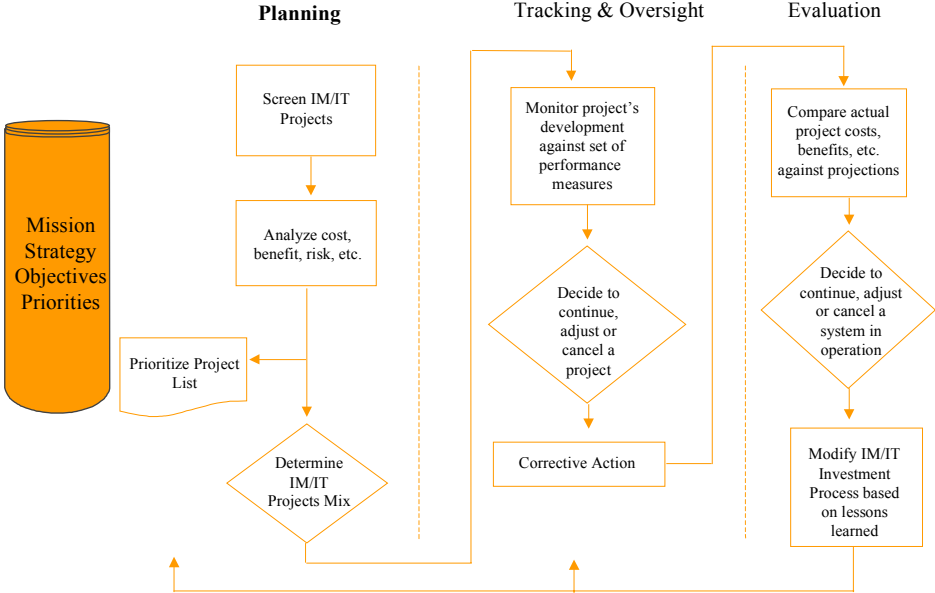 Planning
Tracking & Oversight
Evaluation
Mission
Strategy
Objectives
Priorities
Screen IM/IT
Projects
Analyze cost,
benefit, risk, etc.
Prioritize Project
List
Determine
IM/IT
Projects Mix
Monitor project’s
development
against set of
performance
measures
Decide to
continue,
adjust or
cancel a
project
Corrective Action
Compare actual
project costs,
benefits, etc.
against projections
Decide to
continue, adjust
or cancel a
system in
operation
Modify IM/IT
Investment
Process based
on lessons
learned